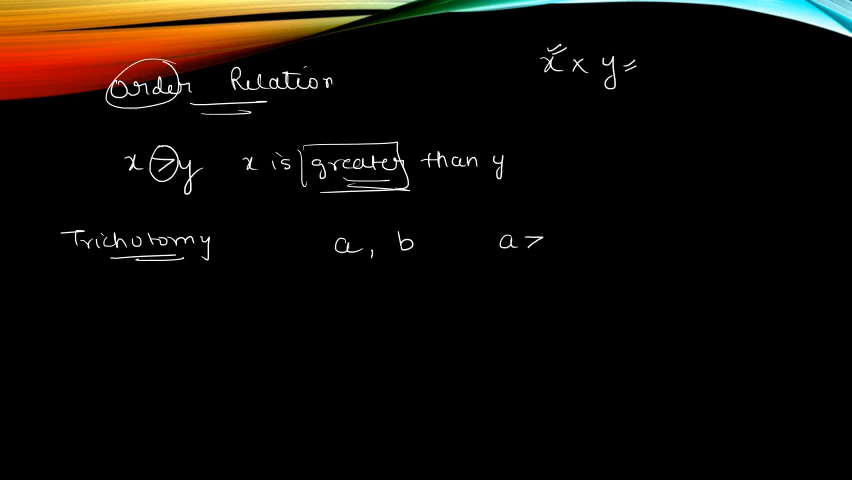 Order Relation
x x y =
x > y x is greater than y
Trichotomy a, b a >